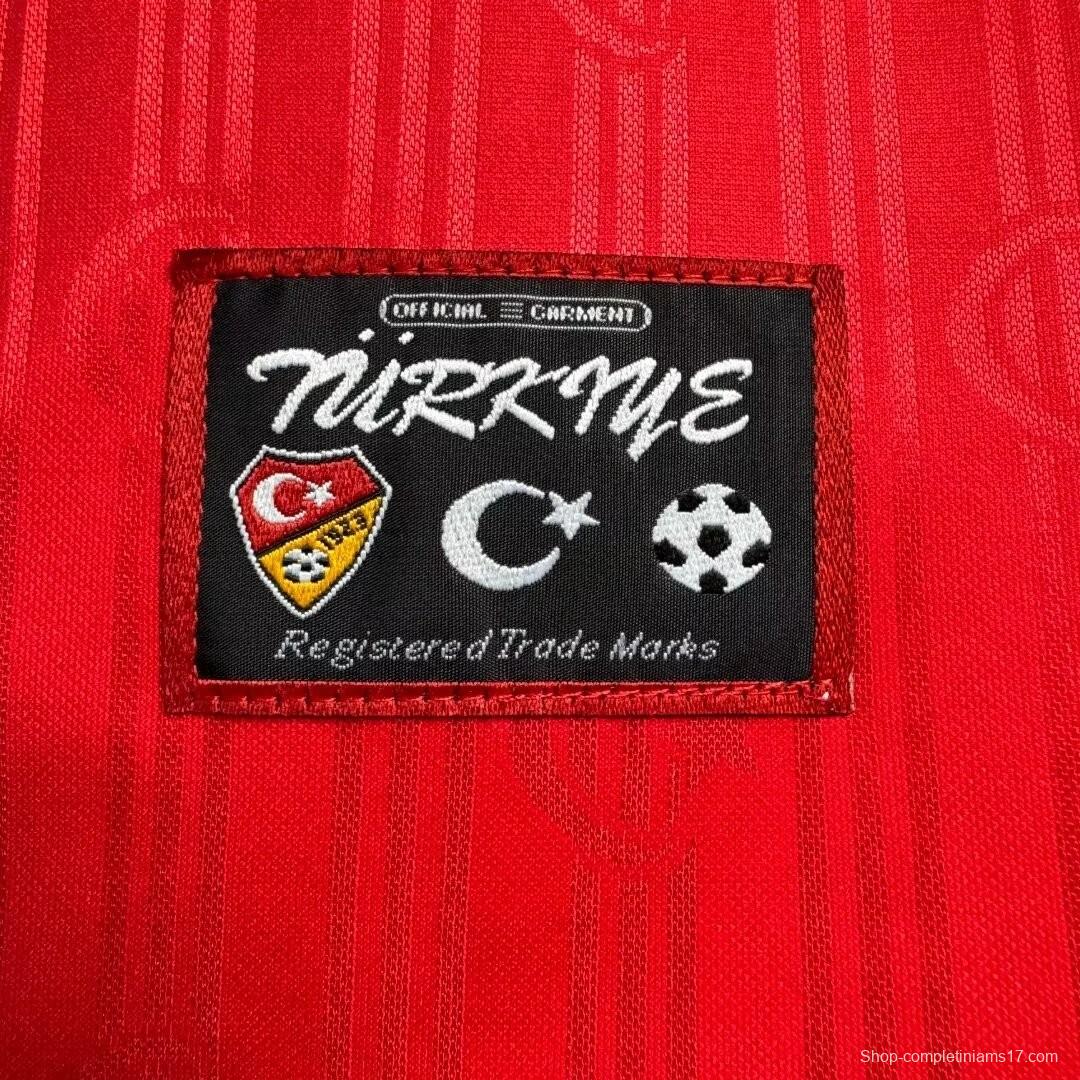 OFFICIAL GARMENT
TÜRKIYE
1923
Registered Trade Marks
Shop-completiniams17.com